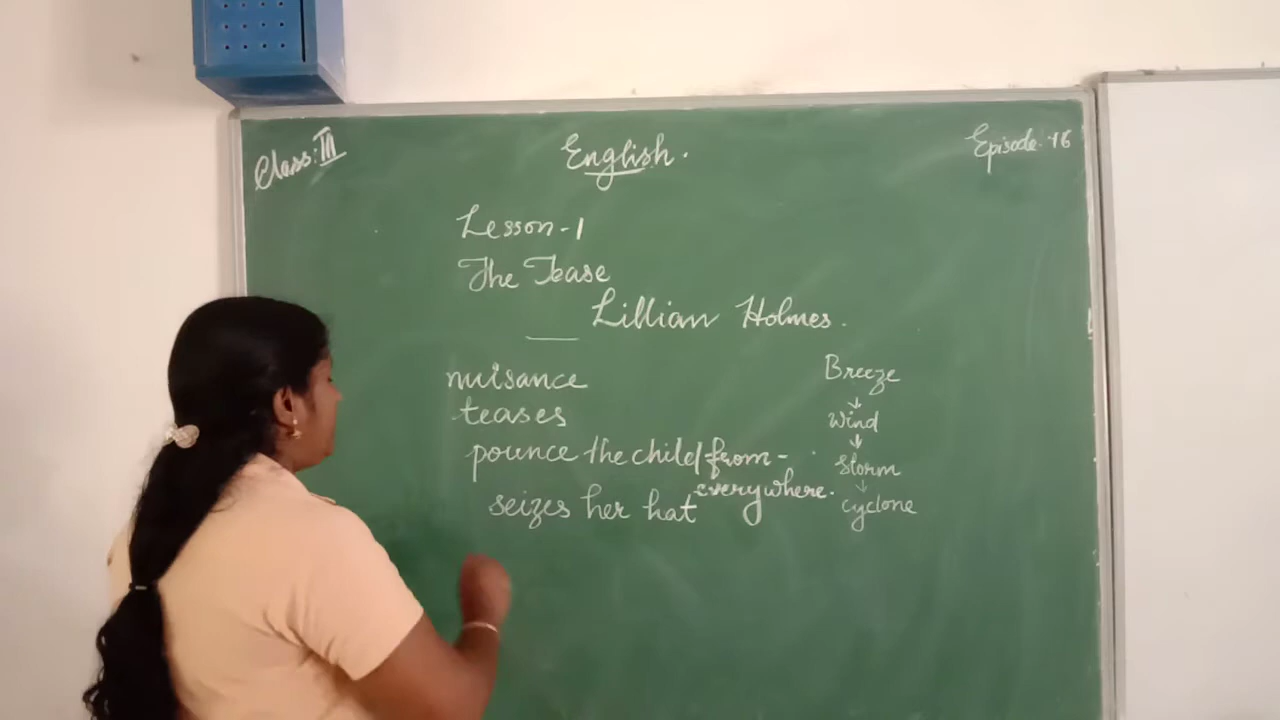 Class: III
English.
Episode-16
Lesson-1
The Tease
Lillian Holmes.
nuisance
teases
pounce the child from-
everywhere.
seizes her hat
Breeze
↓
Wind
↓
Storm
↓
Cyclone